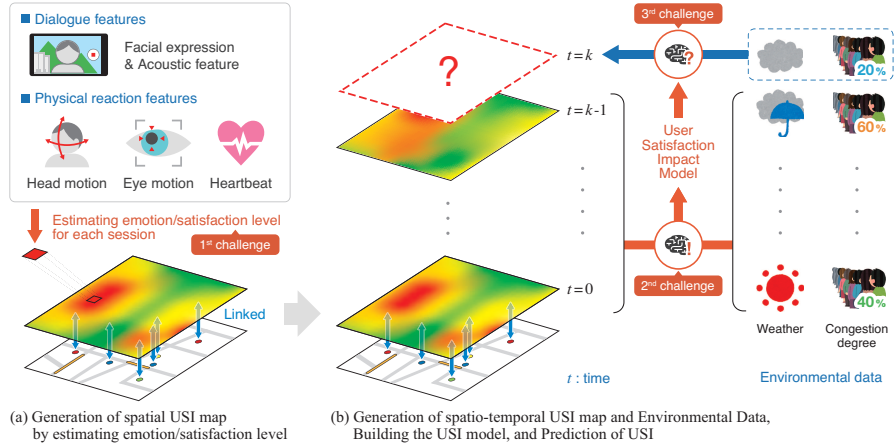 Dialogue features
Facial expression
& Acoustic feature
Physical reaction features
Head motion
Eye motion
Heartbeat
Estimating emotion/satisfaction level
for each session
1st challenge
Linked
(a) Generation of spatial USI map
by estimating emotion/satisfaction level
3rd challenge
?
?
t = k
20%
t = k-1
60%
User
Satisfaction
Impact
Model
!
2nd challenge
t = 0
40%
Weather
Congestion
degree
t : time
Environmental data
(b) Generation of spatio-temporal USI map and Environmental Data,
Building the USI model, and Prediction of USI